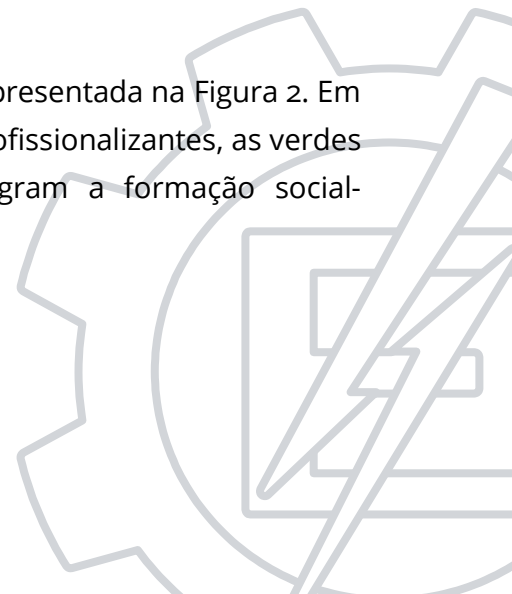 presentada na Figura 2. Em
ofissionalizantes, as verdes
gram a formação social-